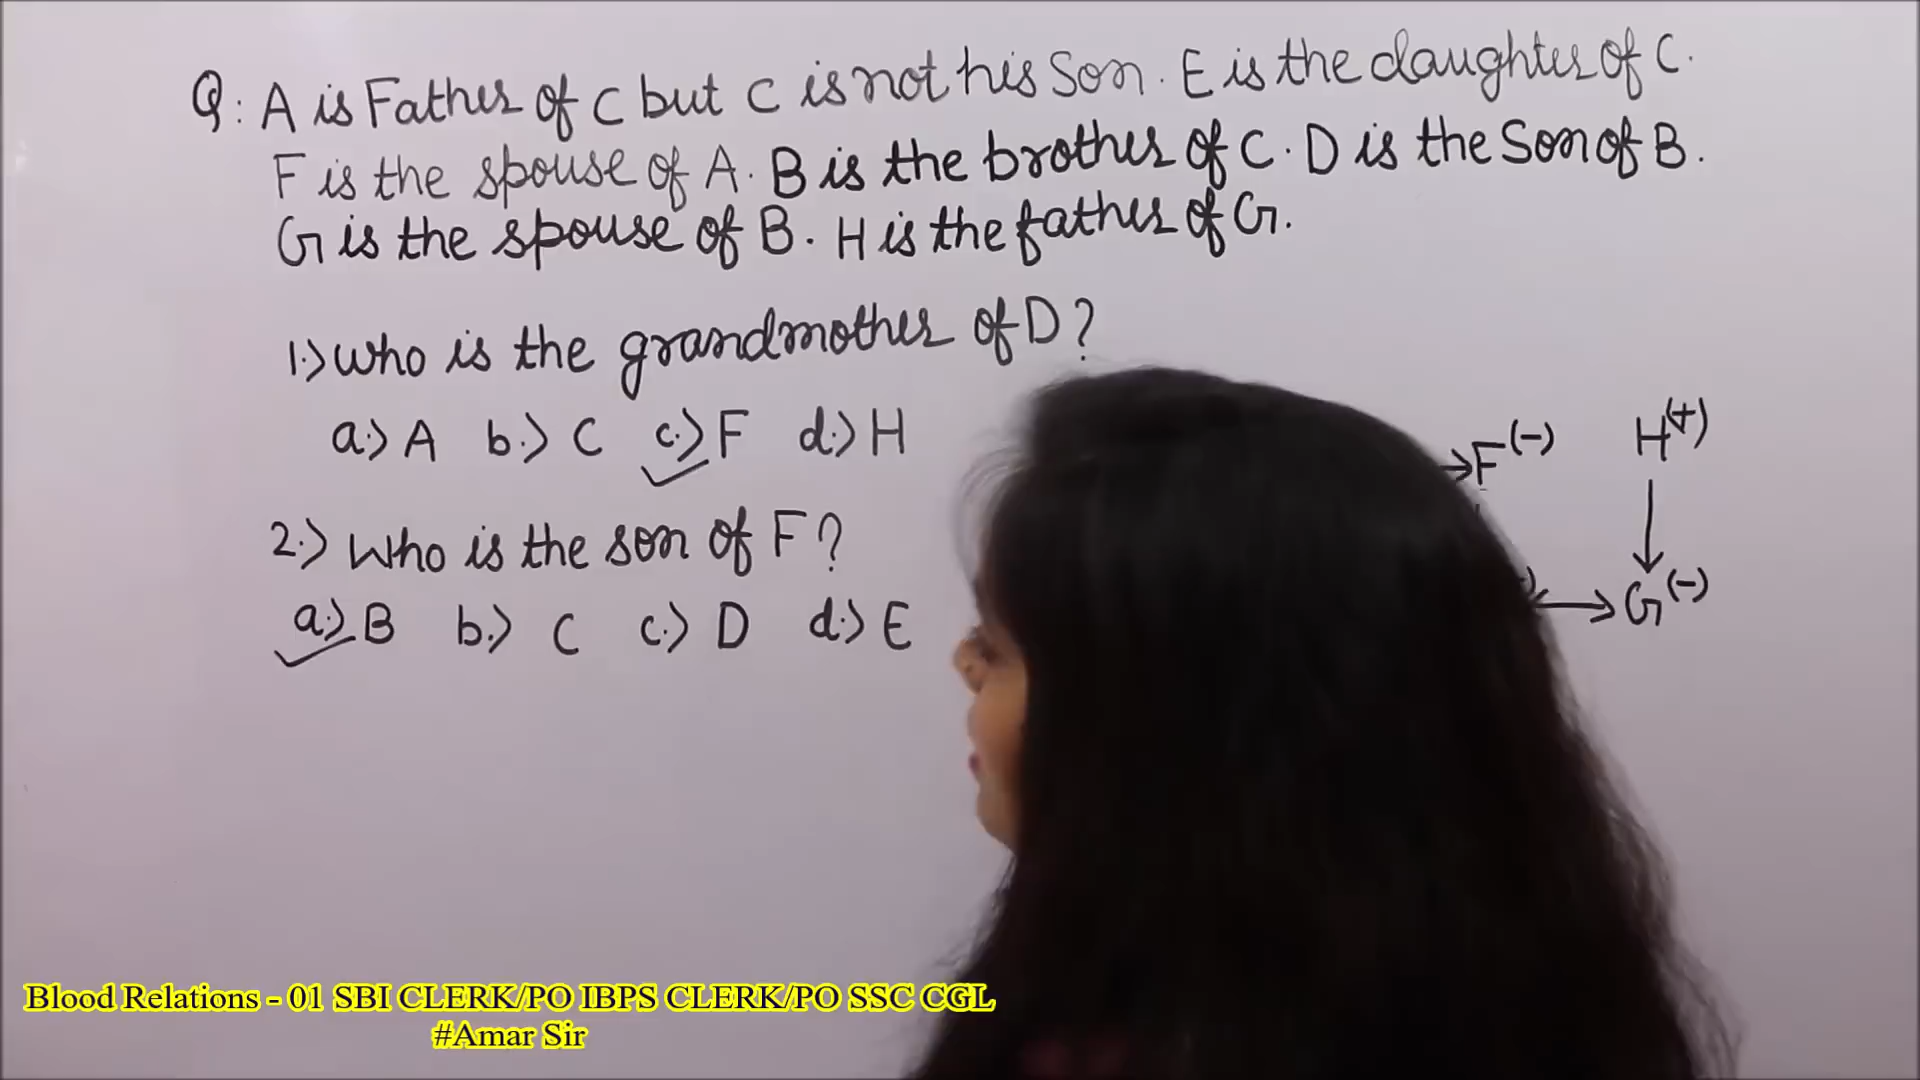 Q: A is Father of C but C is not his Son. E is the daughter of C.
F is the spouse of A. B is the brother of C. D is the Son of B.
G is the spouse of B. H is the father of G.
1.) Who is the grandmother of D?
a.) A b.) C c.) F d.) H
F(-) H(+)
2.) Who is the son of F?
G(-)
a.) B b.) C c.) D d.) E
Blood Relations - 01 SBI CLERK/PO IBPS CLERK/PO SSC CGL
#Amar Sir